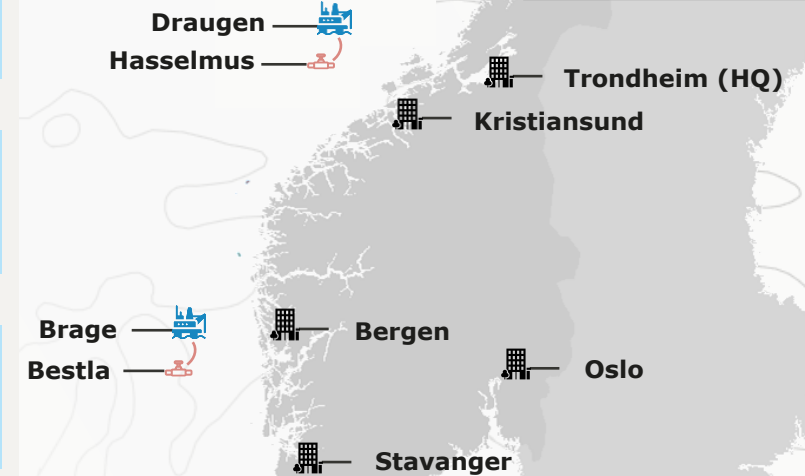 Draugen
Hasselmus
Trondheim (HQ)
Kristiansund
Brage
Bergen
Bestla
Oslo
Stavanger